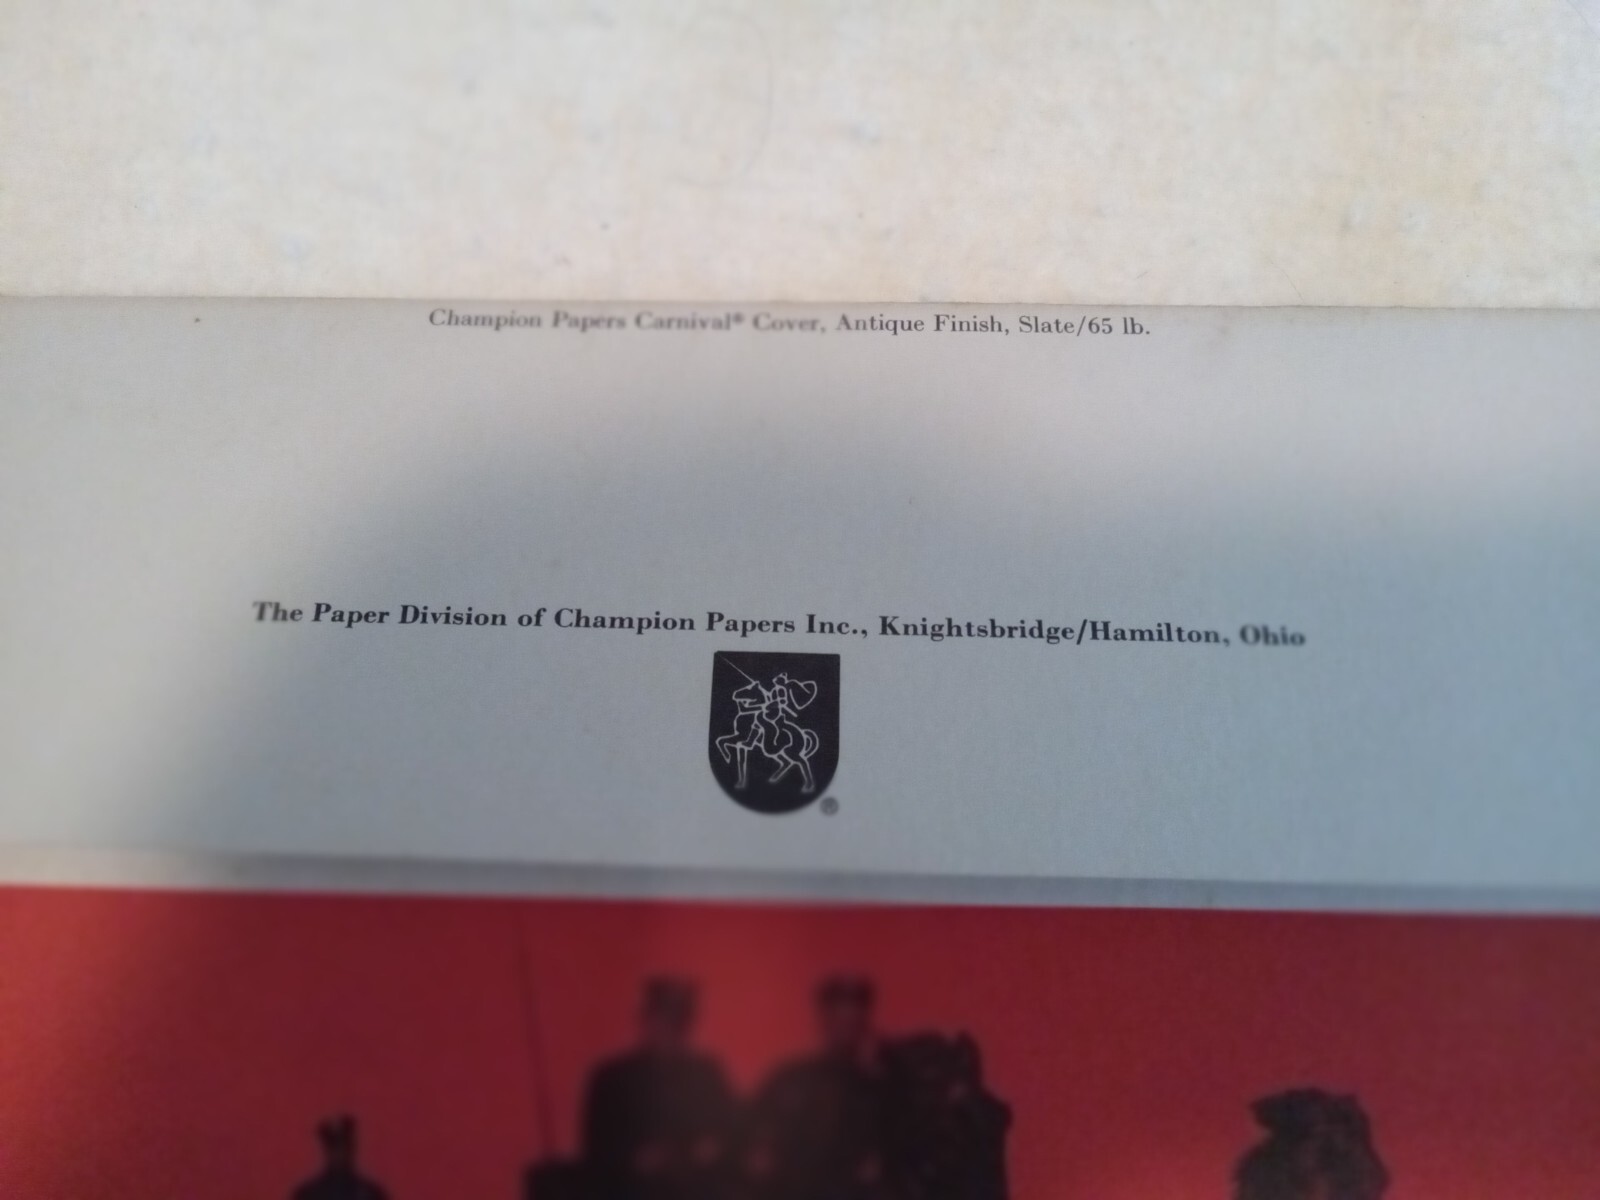 Champion Papers Carnival® Cover, Antique Finish, Slate/65 lb.
The Paper Division of Champion Papers Inc., Knightsbridge/Hamilton, Ohio
®